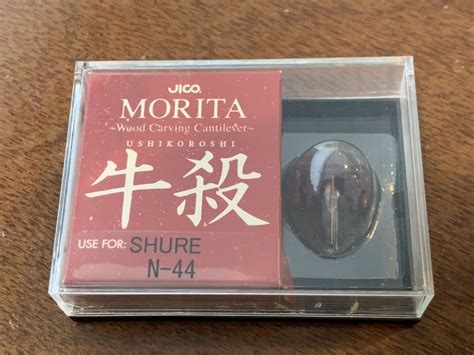 JICO
MORITA
~Wood Carving Cantilever~
USHIKOROSHI
牛殺
USE FOR: SHURE
N-44